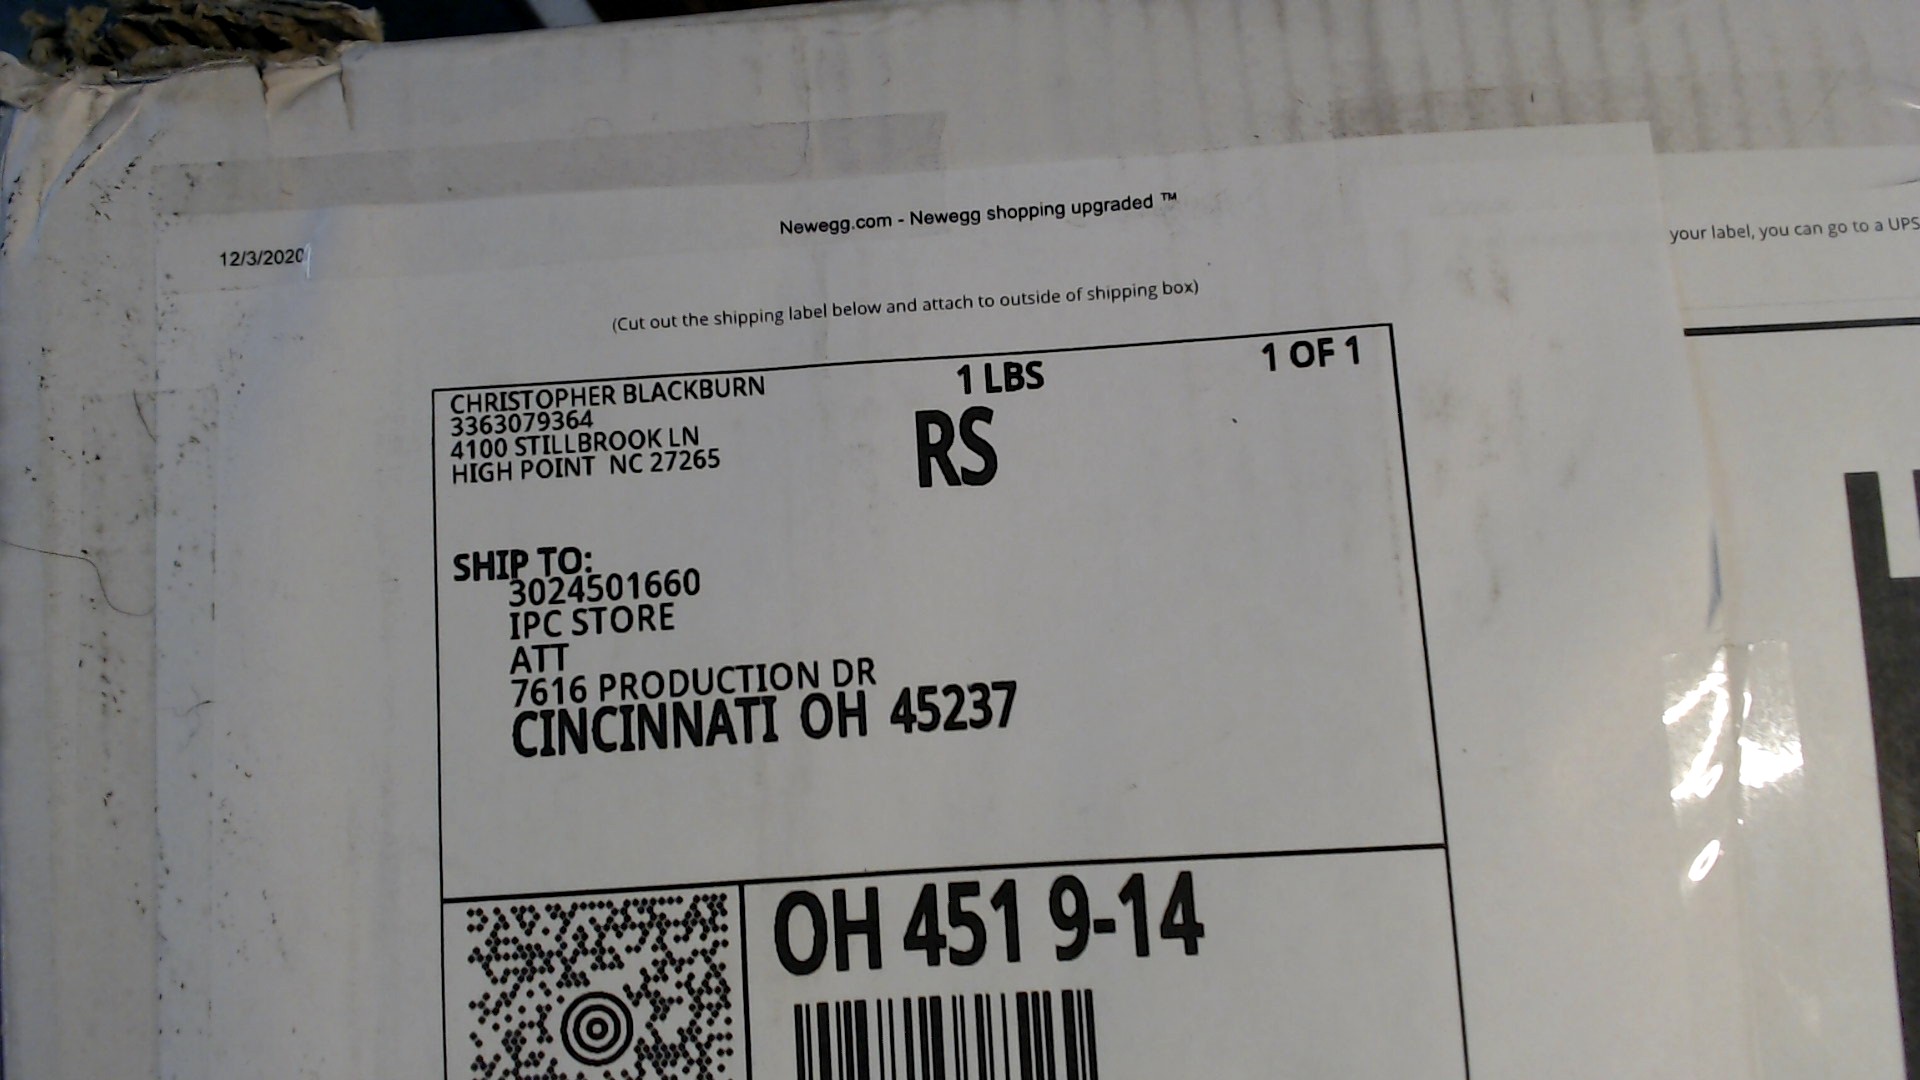 Newegg.com - Newegg shopping upgraded ™
12/3/2020
your label, you can go to a UPS
(Cut out the shipping label below and attach to outside of shipping box)
CHRISTOPHER BLACKBURN
3363079364
4100 STILLBROOK LN
HIGH POINT NC 27265
1 LBS
1 OF 1
RS
SHIP TO:
3024501660
IPC STORE
ATT
7616 PRODUCTION DR
CINCINNATI OH 45237
OH 451 9-14